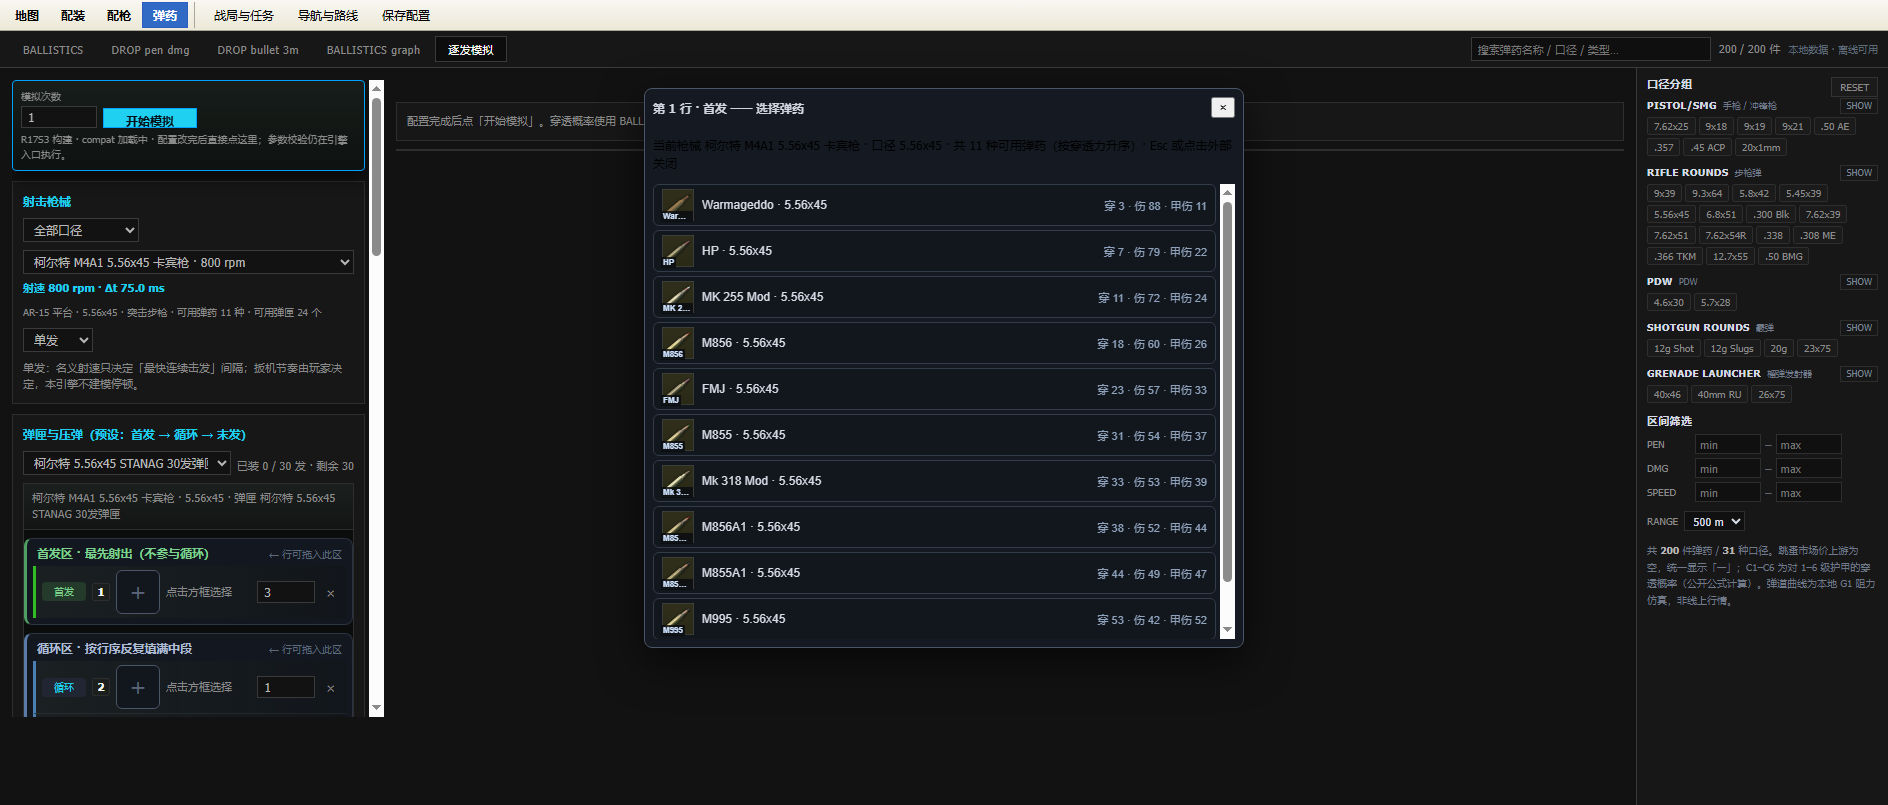 地图 配装 配枪 弹药 战局与任务 导航与路线 保存配置
BALLISTICS DROP pen dmg DROP bullet 3m BALLISTICS graph 逐发模拟
搜索弹药名称 / 口径 / 类型... 200 / 200 件 本地数据 · 离线可用
模拟次数
1 开始模拟
R17S3 构建 · compat 加载中 · 配置改完后直接点这里；参数校验仍在引擎
入口执行。
射击枪械
全部口径
柯尔特 M4A1 5.56x45 卡宾枪 · 800 rpm
射速 800 rpm · Δt 75.0 ms
AR-15 平台 · 5.56x45 · 突击步枪 · 可用弹药 11 种 · 可用弹匣 24 个
单发
单发：名义射速只决定「最快连续击发」间隔；扳机节奏由玩家决
定，本引擎不建模停顿。
弹匣与压弹（预设：首发 → 循环 → 末发）
柯尔特 5.56x45 STANAG 30发弹匣 已装 0 / 30 发 · 剩余 30
柯尔特 M4A1 5.56x45 卡宾枪 · 5.56x45 · 弹匣 柯尔特 5.56x45
STANAG 30发弹匣
首发区 · 最先射出（不参与循环） ← 行可拖入此区
首发 1 + 点击方框选择 3 ×
循环区 · 按行序反复填满中段 ← 行可拖入此区
循环 2 + 点击方框选择 1 ×
配置完成后点「开始模拟」。穿透概率使用 BALL
第 1 行 · 首发 —— 选择弹药 ×
当前枪械 柯尔特 M4A1 5.56x45 卡宾枪 · 口径 5.56x45 · 共 11 种可用弹药（按穿透力升序） · Esc 或点击外部
关闭
War... Warmageddo · 5.56x45 穿 3 · 伤 88 · 甲伤 11
HP HP · 5.56x45 穿 7 · 伤 79 · 甲伤 22
MK 2... MK 255 Mod · 5.56x45 穿 11 · 伤 72 · 甲伤 24
M856 M856 · 5.56x45 穿 18 · 伤 60 · 甲伤 26
FMJ FMJ · 5.56x45 穿 23 · 伤 57 · 甲伤 33
M855 M855 · 5.56x45 穿 31 · 伤 54 · 甲伤 37
Mk 3... Mk 318 Mod · 5.56x45 穿 33 · 伤 53 · 甲伤 39
M85... M856A1 · 5.56x45 穿 38 · 伤 52 · 甲伤 44
M85... M855A1 · 5.56x45 穿 44 · 伤 49 · 甲伤 47
M995 M995 · 5.56x45 穿 53 · 伤 42 · 甲伤 52
口径分组 RESET
PISTOL/SMG 手枪 / 冲锋枪 SHOW
7.62x25 9x18 9x19 9x21 .50 AE
.357 .45 ACP 20x1mm
RIFLE ROUNDS 步枪弹 SHOW
9x39 9.3x64 5.8x42 5.45x39
5.56x45 6.8x51 .300 Blk 7.62x39
7.62x51 7.62x54R .338 .308 ME
.366 TKM 12.7x55 .50 BMG
PDW PDW SHOW
4.6x30 5.7x28
SHOTGUN ROUNDS 霰弹 SHOW
12g Shot 12g Slugs 20g 23x75
GRENADE LAUNCHER 榴弹发射器 SHOW
40x46 40mm RU 26x75
区间筛选
PEN min — max
DMG min — max
SPEED min — max
RANGE 500 m
共 200 件弹药 / 31 种口径。跳蚤市场价上游为
空，统一显示「—」；C1–C6 为对 1–6 级护甲的穿
透概率（公开公式计算）。弹道曲线为本地 G1 阻力
仿真，非线上行情。